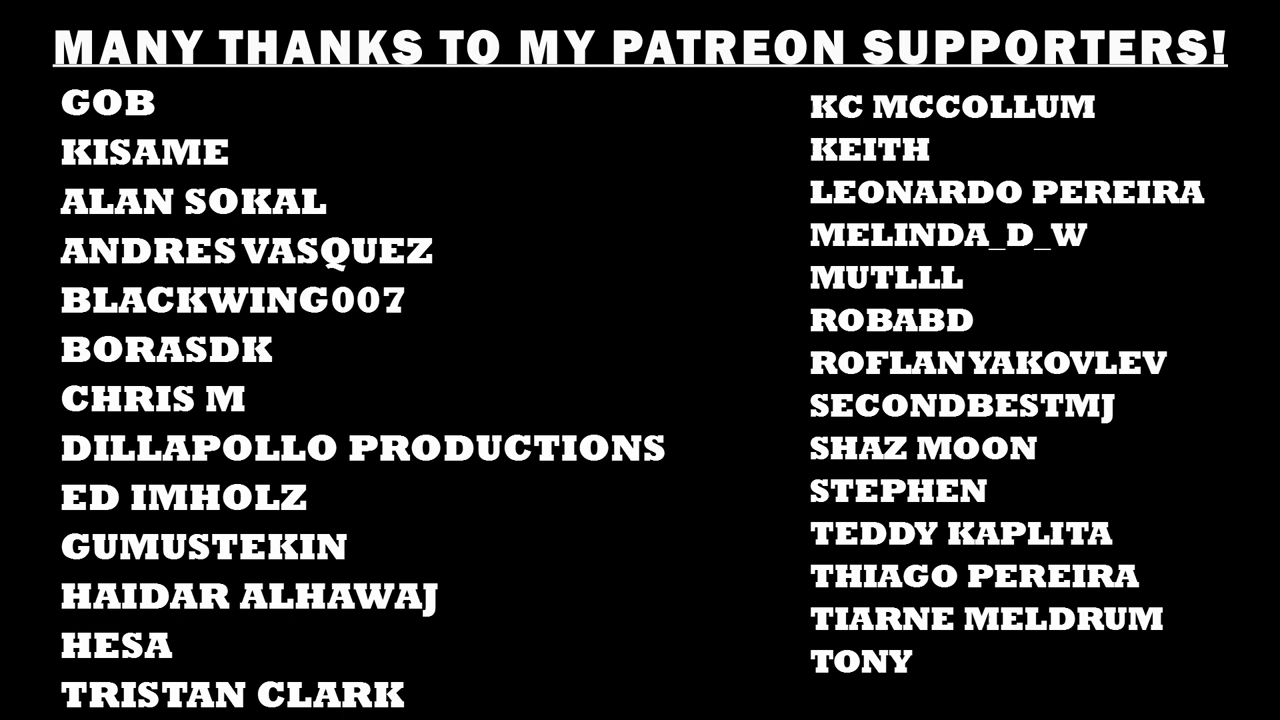 MANY THANKS TO MY PATREON SUPPORTERS!
GOB
KISAME
ALAN SOKAL
ANDRES VASQUEZ
BLACKWING007
BORASDK
CHRIS M
DILLAPOLLO PRODUCTIONS
ED IMHOLZ
GUMUSTEKIN
HAIDAR ALHAWAJ
HESA
TRISTAN CLARK
KC MCCOLLUM
KEITH
LEONARDO PEREIRA
MELINDA_D_W
MUTLLL
ROBABD
ROFLAN YAKOVLEV
SECONDBESTMJ
SHAZ MOON
STEPHEN
TEDDY KAPLITA
THIAGO PEREIRA
TIARNE MELDRUM
TONY